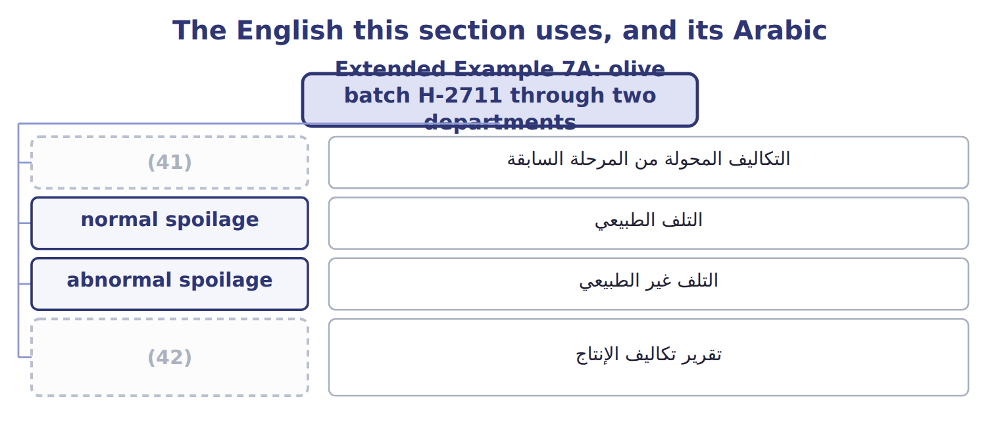 The English this section uses, and its Arabic
Extended Example 7A: olive
batch H-2711 through two
departments
(41)
التكاليف المحولة من المرحلة السابقة
normal spoilage
التلف الطبيعي
abnormal spoilage
التلف غير الطبيعي
(42)
تقرير تكاليف الإنتاج